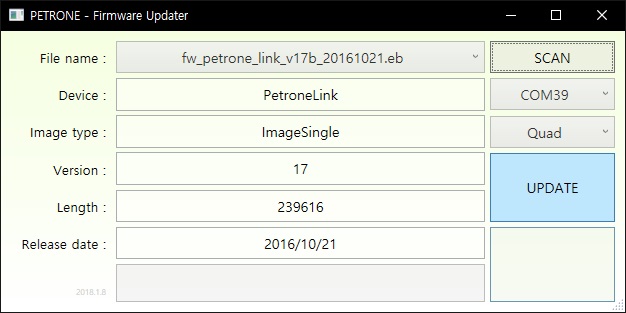 PETRONE - Firmware Updater
File name : fw_petrone_link_v17b_20161021.eb SCAN
Device : PetroneLink COM39
Image type : ImageSingle Quad
Version : 17
UPDATE
Length : 239616
Release date : 2016/10/21
2018.1.8